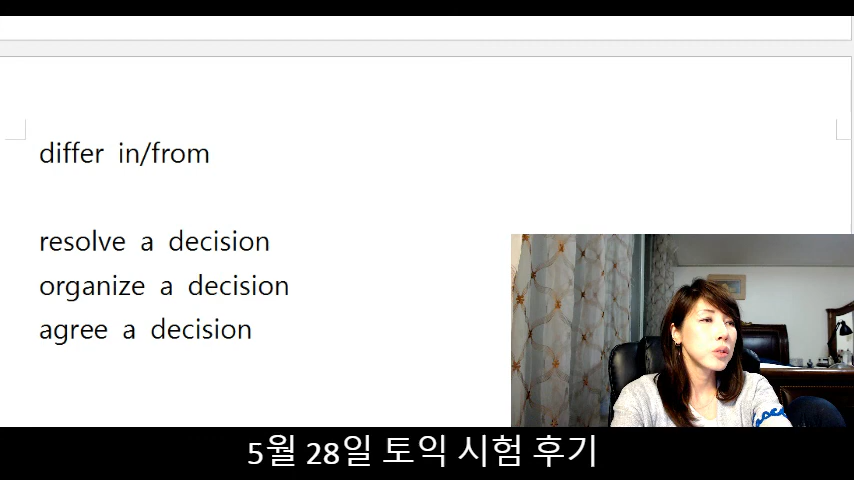 differ in/from
resolve a decision
organize a decision
agree a decision
5월 28일 토익 시험 후기